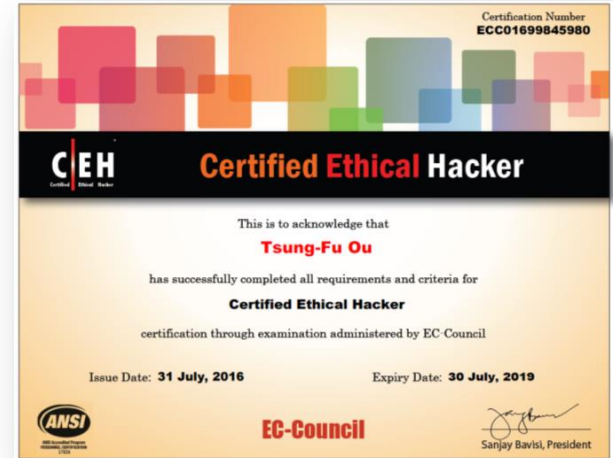 Certification Number
ECC01699845980
C|EH
Certified Ethical Hacker
Certified Ethical Hacker
This is to acknowledge that
Tsung-Fu Ou
has successfully completed all requirements and criteria for
Certified Ethical Hacker
certification through examination administered by EC-Council
Issue Date: 31 July, 2016 Expiry Date: 30 July, 2019
ANSI
EC-Council
Sanjay Bavisi, President